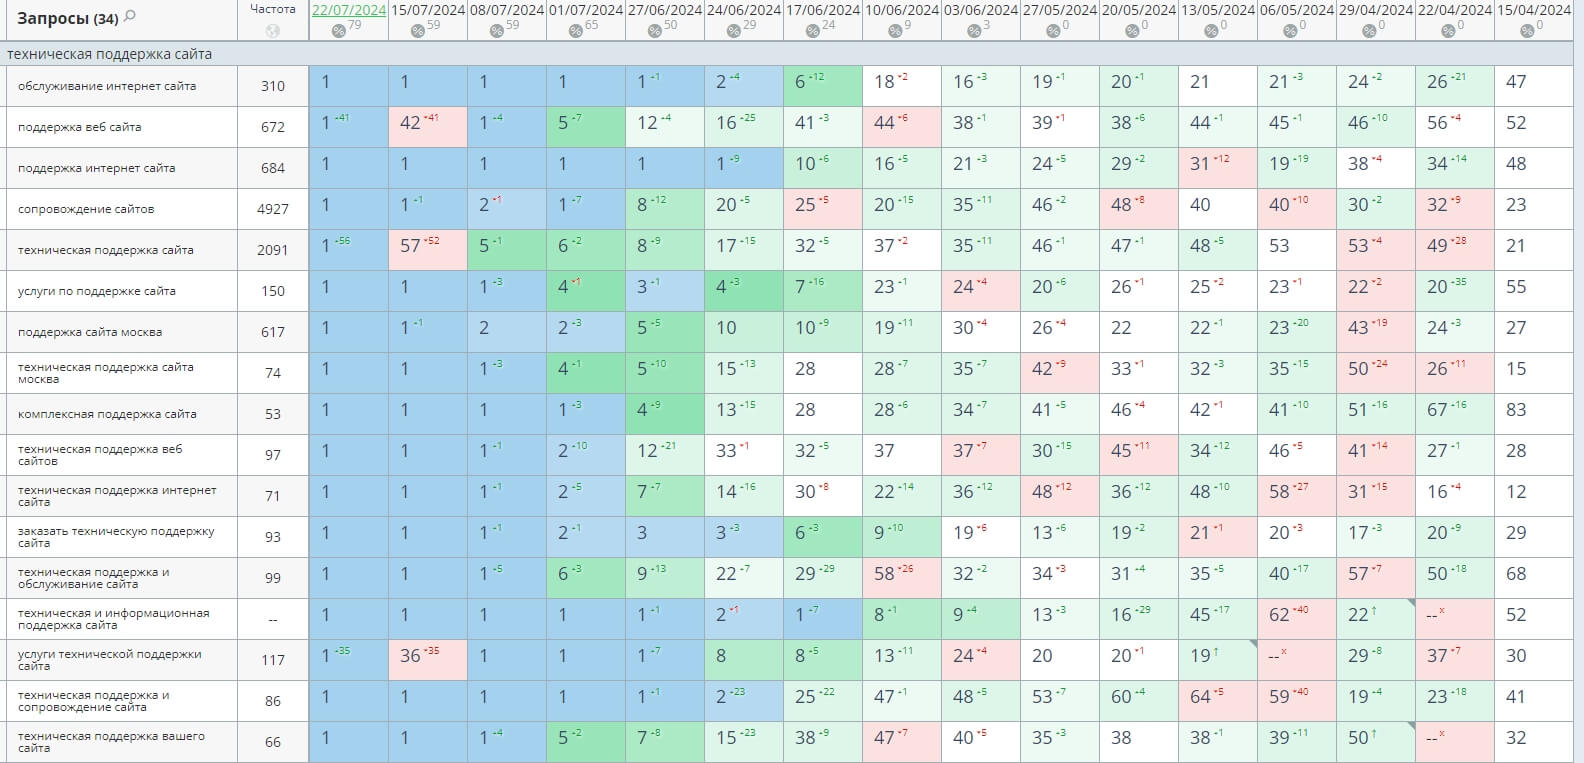 Запросы (34) Частота 22/07/2024 15/07/2024 08/07/2024 01/07/2024 27/06/2024 24/06/2024 17/06/2024 10/06/2024 03/06/2024 27/05/2024 20/05/2024 13/05/2024 06/05/2024 29/04/2024 22/04/2024 15/04/2024
% 79 % 59 % 59 % 65 % 50 % 29 % 24 % 9 % 3 % 0 % 0 % 0 % 0 % 0 % 0 % 0
техническая поддержка сайта
обслуживание интернет сайта 310 1 1 1 1 1 +1 2 +4 6 +12 18 -2 16 +3 19 +1 20 +1 21 21 +3 24 +2 26 +21 47
поддержка веб сайта 672 1 +41 42 -41 1 +4 5 +7 12 +4 16 +25 41 +3 44 -6 38 +1 39 -1 38 +6 44 +1 45 +1 46 +10 56 -4 52
поддержка интернет сайта 684 1 1 1 1 1 1 +9 10 +6 16 +5 21 +3 24 +5 29 +2 31 -12 19 +19 38 -4 34 +14 48
сопровождение сайтов 4927 1 1 +1 2 -1 1 +7 8 +12 20 +5 25 -5 20 +15 35 +11 46 +2 48 -8 40 40 -10 30 +2 32 -9 23
техническая поддержка сайта 2091 1 +56 57 -52 5 +1 6 +2 8 +9 17 +15 32 +5 37 -2 35 +11 46 +1 47 +1 48 +5 53 53 -4 49 -28 21
услуги по поддержке сайта 150 1 1 1 +3 4 -1 3 +1 4 +3 7 +16 23 +1 24 -4 20 +6 26 -1 25 -2 23 -1 22 -2 20 +35 55
поддержка сайта москва 617 1 1 +1 2 2 +3 5 +5 10 10 +9 19 +11 30 -4 26 -4 22 22 +1 23 +20 43 -19 24 +3 27
техническая поддержка сайта
москва 74 1 1 1 +3 4 +1 5 +10 15 +13 28 28 +7 35 +7 42 -9 33 -1 32 +3 35 +15 50 -24 26 -11 15
комплексная поддержка сайта 53 1 1 1 1 +3 4 +9 13 +15 28 28 +6 34 +7 41 +5 46 -4 42 -1 41 +10 51 +16 67 +16 83
техническая поддержка веб
сайтов 97 1 1 1 +1 2 +10 12 +21 33 -1 32 +5 37 37 -7 30 +15 45 -11 34 +12 46 -5 41 -14 27 +1 28
техническая поддержка интернет
сайта 71 1 1 1 +1 2 +5 7 +7 14 +16 30 -8 22 +14 36 +12 48 -12 36 +12 48 +10 58 -27 31 -15 16 -4 12
заказать техническую поддержку
сайта 93 1 1 1 +1 2 +1 3 3 +3 6 +3 9 +10 19 -6 13 +6 19 +2 21 -1 20 -3 17 +3 20 +9 29
техническая поддержка и
обслуживание сайта 99 1 1 1 +5 6 +3 9 +13 22 +7 29 +29 58 -26 32 +2 34 -3 31 +4 35 +5 40 +17 57 -7 50 +18 68
техническая и информационная
поддержка сайта -- 1 1 1 1 1 +1 2 -1 1 +7 8 +1 9 +4 13 +3 16 +29 45 +17 62 -40 22 ↑ -- x 52
услуги технической поддержки
сайта 117 1 +35 36 -35 1 1 1 +7 8 8 +5 13 +11 24 -4 20 20 -1 19 ↑ -- x 29 +8 37 -7 30
техническая поддержка и
сопровождение сайта 86 1 1 1 1 1 +1 2 +23 25 +22 47 +1 48 +5 53 +7 60 +4 64 -5 59 -40 19 +4 23 +18 41
техническая поддержка вашего
сайта 66 1 1 1 +4 5 +2 7 +8 15 +23 38 +9 47 -7 40 -5 35 +3 38 38 +1 39 +11 50 ↑ -- x 32